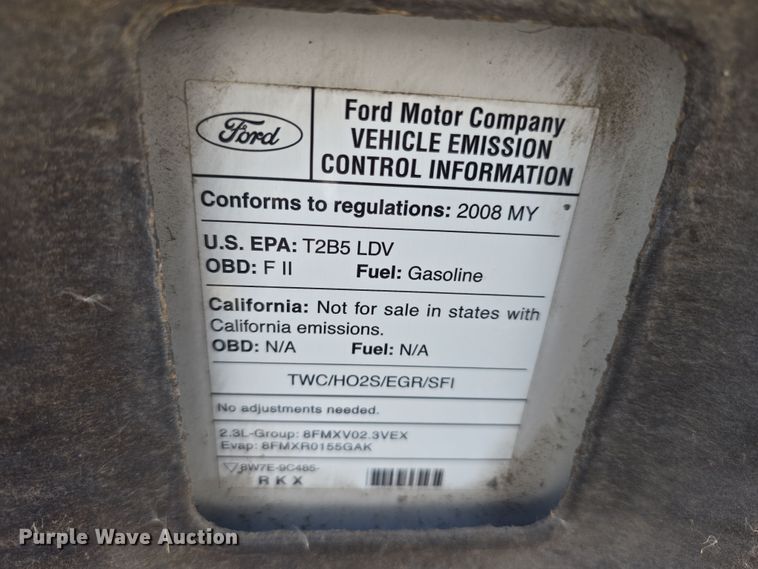 Ford
Ford Motor Company
VEHICLE EMISSION
CONTROL INFORMATION
Conforms to regulations: 2008 MY
U.S. EPA: T2B5 LDV
OBD: F II Fuel: Gasoline
California: Not for sale in states with
California emissions.
OBD: N/A Fuel: N/A
TWC/HO2S/EGR/SFI
No adjustments needed.
2.3L-Group: 8FMXV02.3VEX
Evap: 8FMXR0155GAK
8W7E-9C485-
RKX
Purple Wave Auction